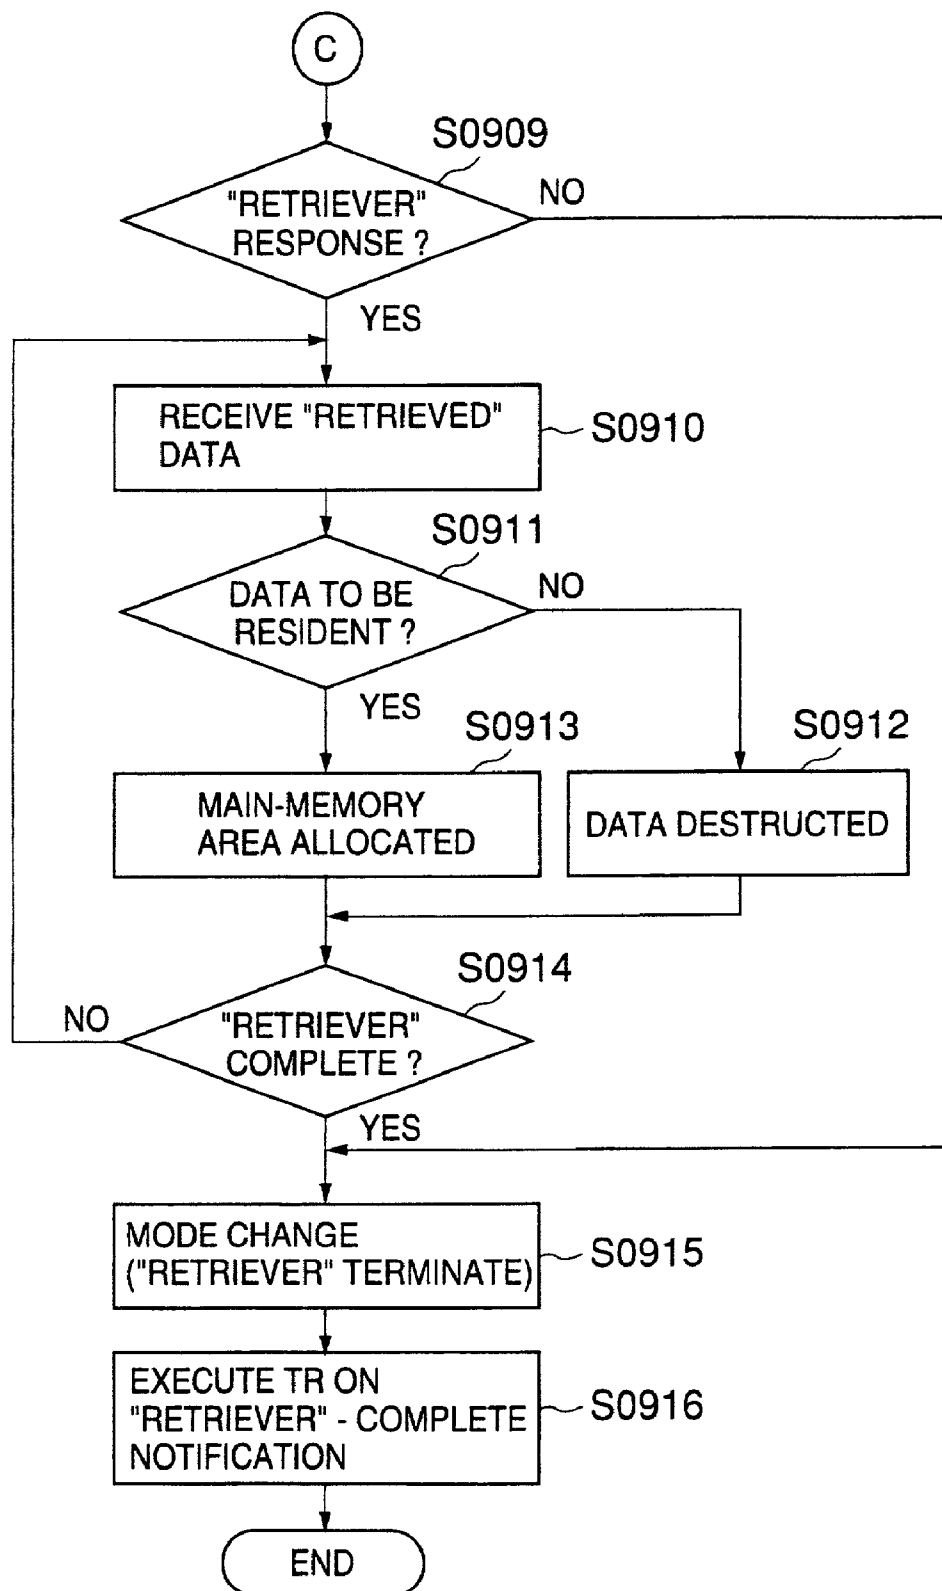 C
S0909
"RETRIEVER"
RESPONSE ?
NO
YES
RECEIVE "RETRIEVED"
DATA
S0910
S0911
DATA TO BE
RESIDENT ?
NO
YES
S0913
S0912
MAIN-MEMORY
AREA ALLOCATED
DATA DESTRUCTED
S0914
NO
"RETRIEVER"
COMPLETE ?
YES
MODE CHANGE
("RETRIEVER" TERMINATE)
S0915
EXECUTE TR ON
"RETRIEVER" - COMPLETE
NOTIFICATION
S0916
END